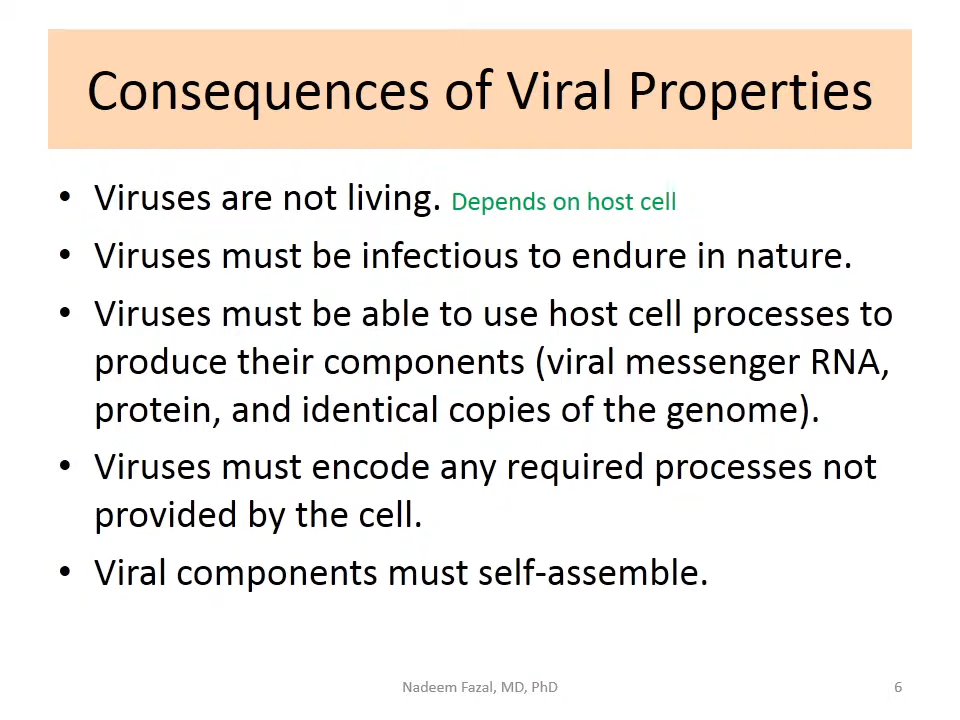 Consequences of Viral Properties
• Viruses are not living. Depends on host cell
• Viruses must be infectious to endure in nature.
• Viruses must be able to use host cell processes to
produce their components (viral messenger RNA,
protein, and identical copies of the genome).
• Viruses must encode any required processes not
provided by the cell.
• Viral components must self-assemble.
Nadeem Fazal, MD, PhD
6